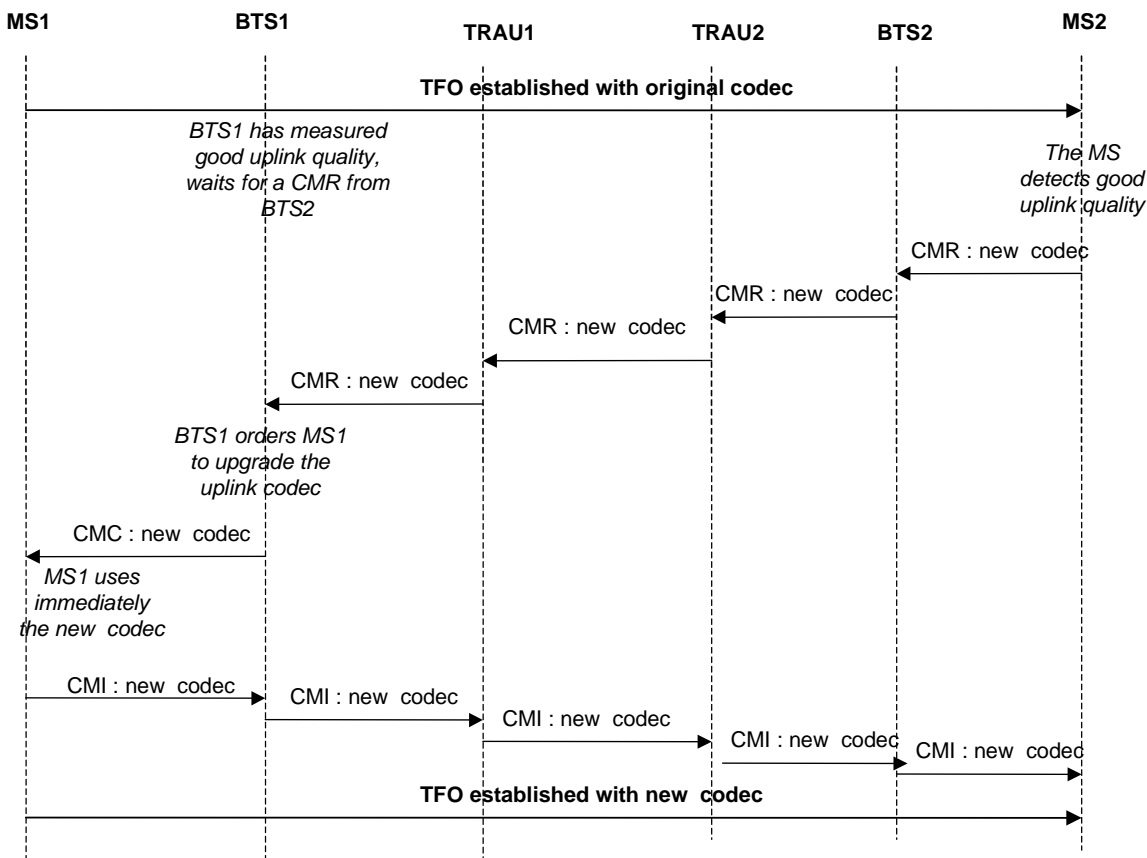 MS1 BTS1 TRAU1 TRAU2 BTS2 MS2
TFO established with original codec
BTS1 has measured
good uplink quality,
waits for a CMR from
BTS2
The MS
detects good
uplink quality
CMR : new codec
CMR : new codec
CMR : new codec
CMR : new codec
BTS1 orders MS1
to upgrade the
uplink codec
CMC : new codec
MS1 uses
immediately
the new codec
CMI : new codec
CMI : new codec
CMI : new codec
CMI : new codec
CMI : new codec
TFO established with new codec